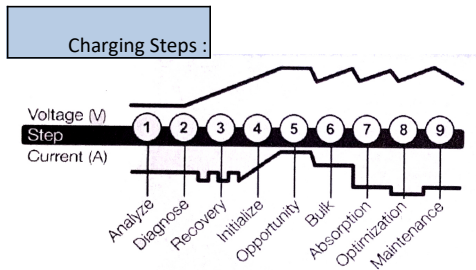 Charging Steps :
Voltage (V)
Step
1 2 3 4 5 6 7 8 9
Current (A)
Analyze
Diagnose
Recovery
Initialize
Opportunity
Bulk
Absorption
Optimization
Maintenance